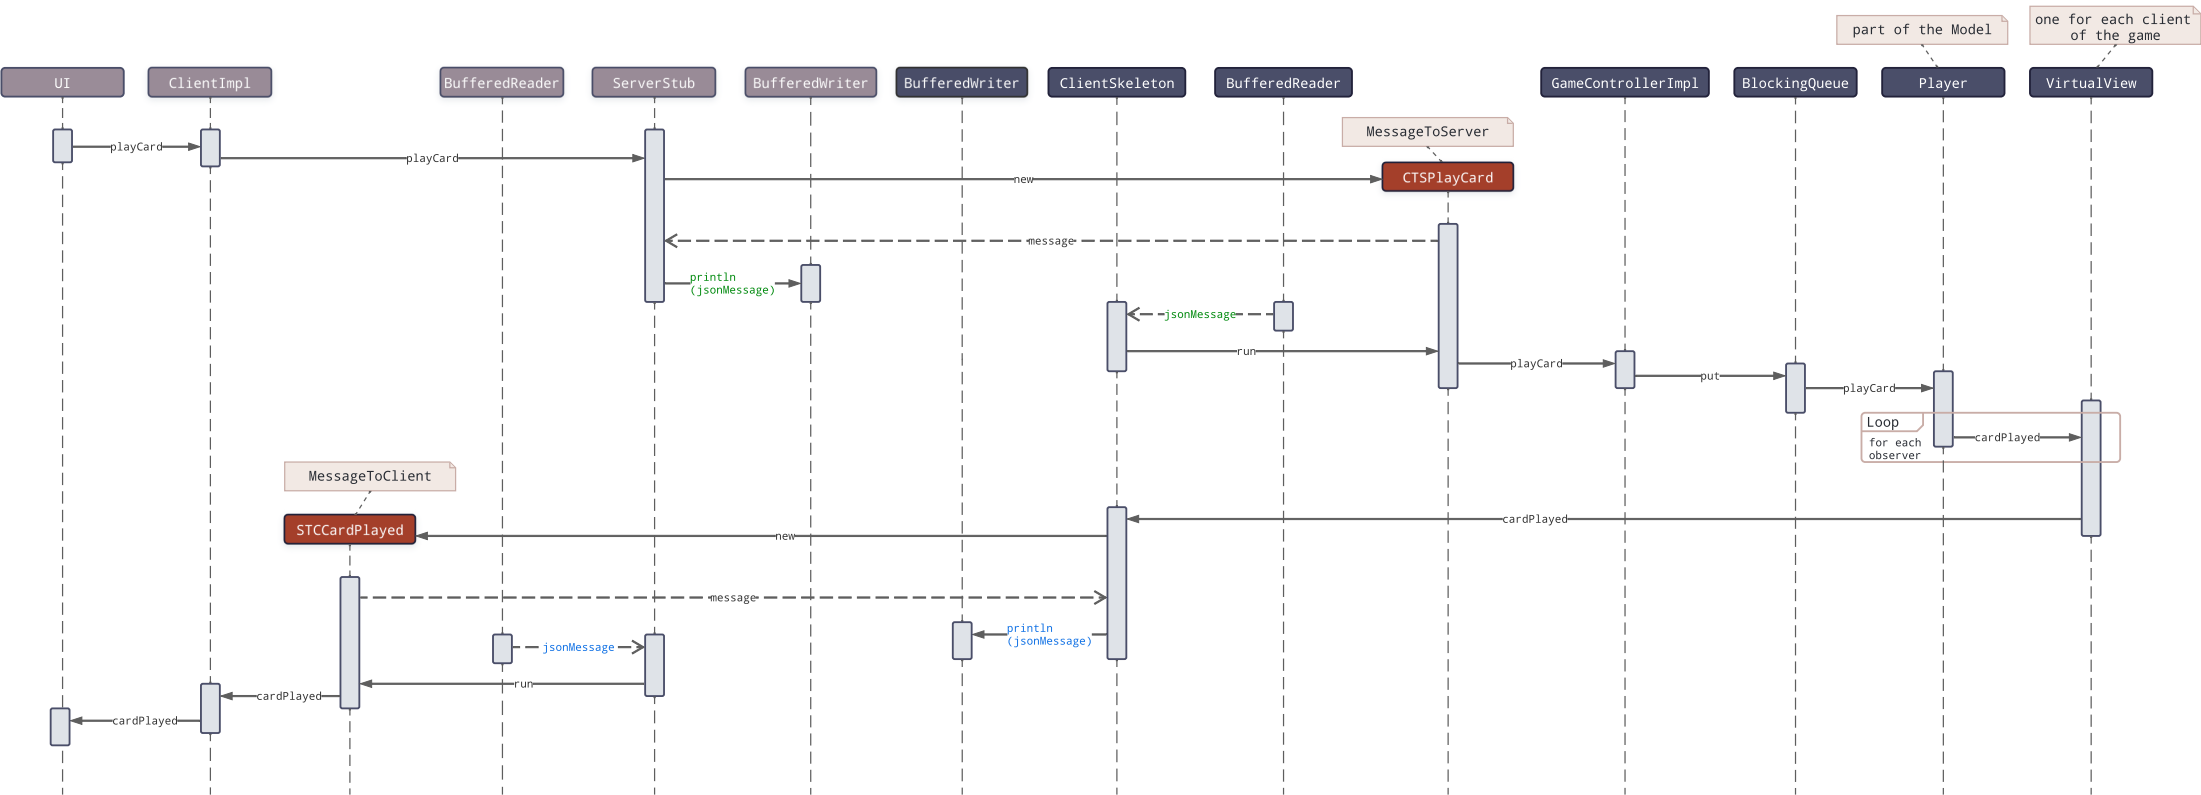 part of the Model
one for each client
of the game
UI
ClientImpl
BufferedReader
ServerStub
BufferedWriter
BufferedWriter
ClientSkeleton
BufferedReader
GameControllerImpl
BlockingQueue
Player
VirtualView
MessageToServer
playCard
playCard
new
CTSPlayCard
message
println
(jsonMessage)
jsonMessage
run
playCard
put
playCard
Loop
for each
observer
cardPlayed
MessageToClient
cardPlayed
STCCardPlayed
new
message
println
(jsonMessage)
jsonMessage
run
cardPlayed
cardPlayed